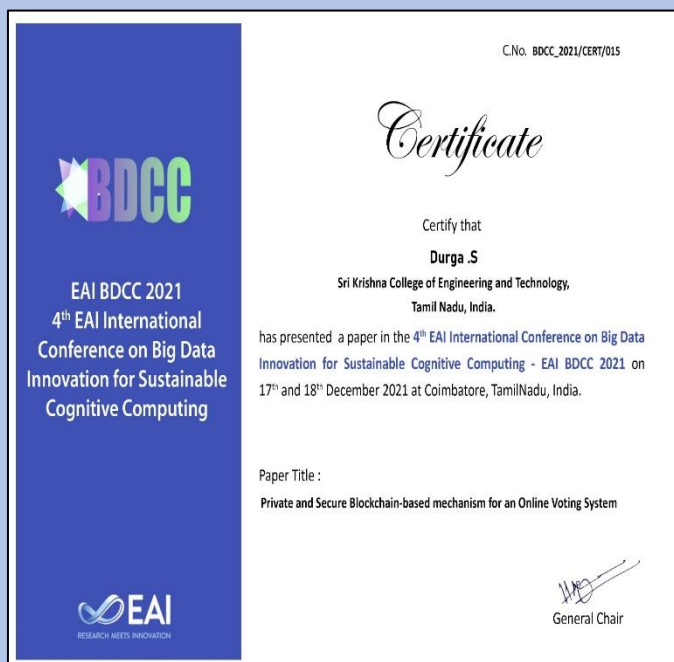 C.No. BDCC_2021/CERT/015
Certificate
BDCC
EAI BDCC 2021
4th EAI International
Conference on Big Data
Innovation for Sustainable
Cognitive Computing
Certify that
Durga .S
Sri Krishna College of Engineering and Technology,
Tamil Nadu, India.
has presented a paper in the 4th EAI International Conference on Big Data
Innovation for Sustainable Cognitive Computing - EAI BDCC 2021 on
17th and 18th December 2021 at Coimbatore, TamilNadu, India.
Paper Title :
Private and Secure Blockchain-based mechanism for an Online Voting System
EAI
RESEARCH MEETS INNOVATION
General Chair